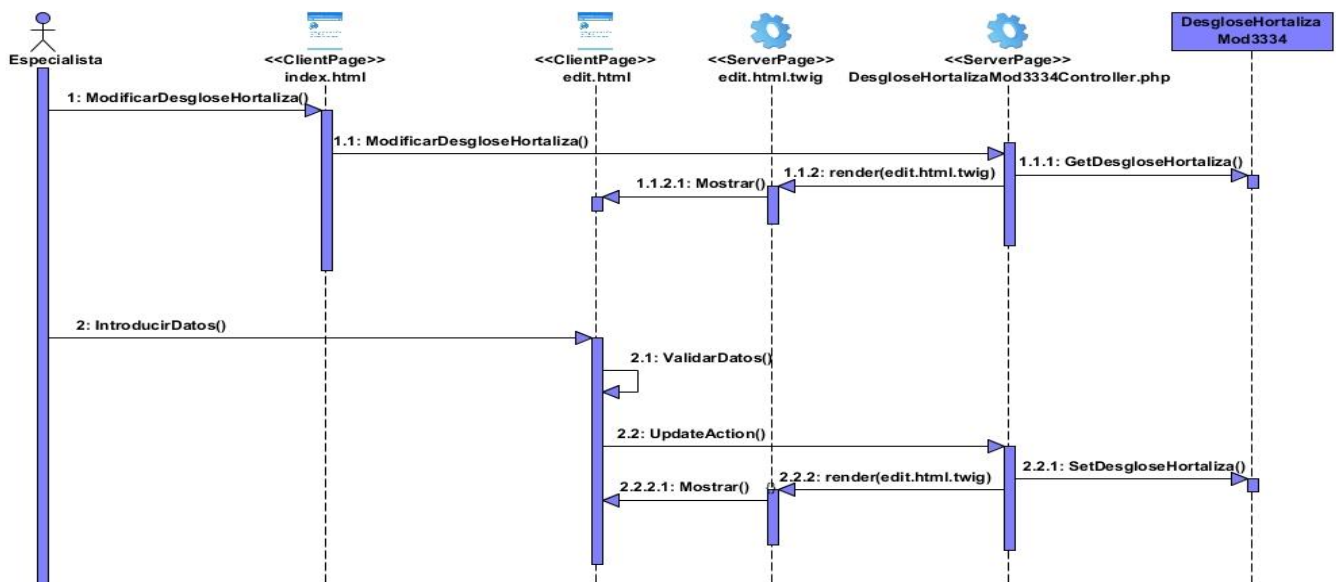 DesgloseHortaliza
Mod3334
Especialista
<<ClientPage>>
index.html
<<ClientPage>>
edit.html
<<ServerPage>>
edit.html.twig
<<ServerPage>>
DesgloseHortalizaMod3334Controller.php
1: ModificarDesgloseHortaliza()
1.1: ModificarDesgloseHortaliza()
1.1.1: GetDesgloseHortaliza()
1.1.2: render(edit.html.twig)
1.1.2.1: Mostrar()
2: IntroducirDatos()
2.1: ValidarDatos()
2.2: UpdateAction()
2.2.1: SetDesgloseHortaliza()
2.2.2: render(edit.html.twig)
2.2.2.1: Mostrar()
()